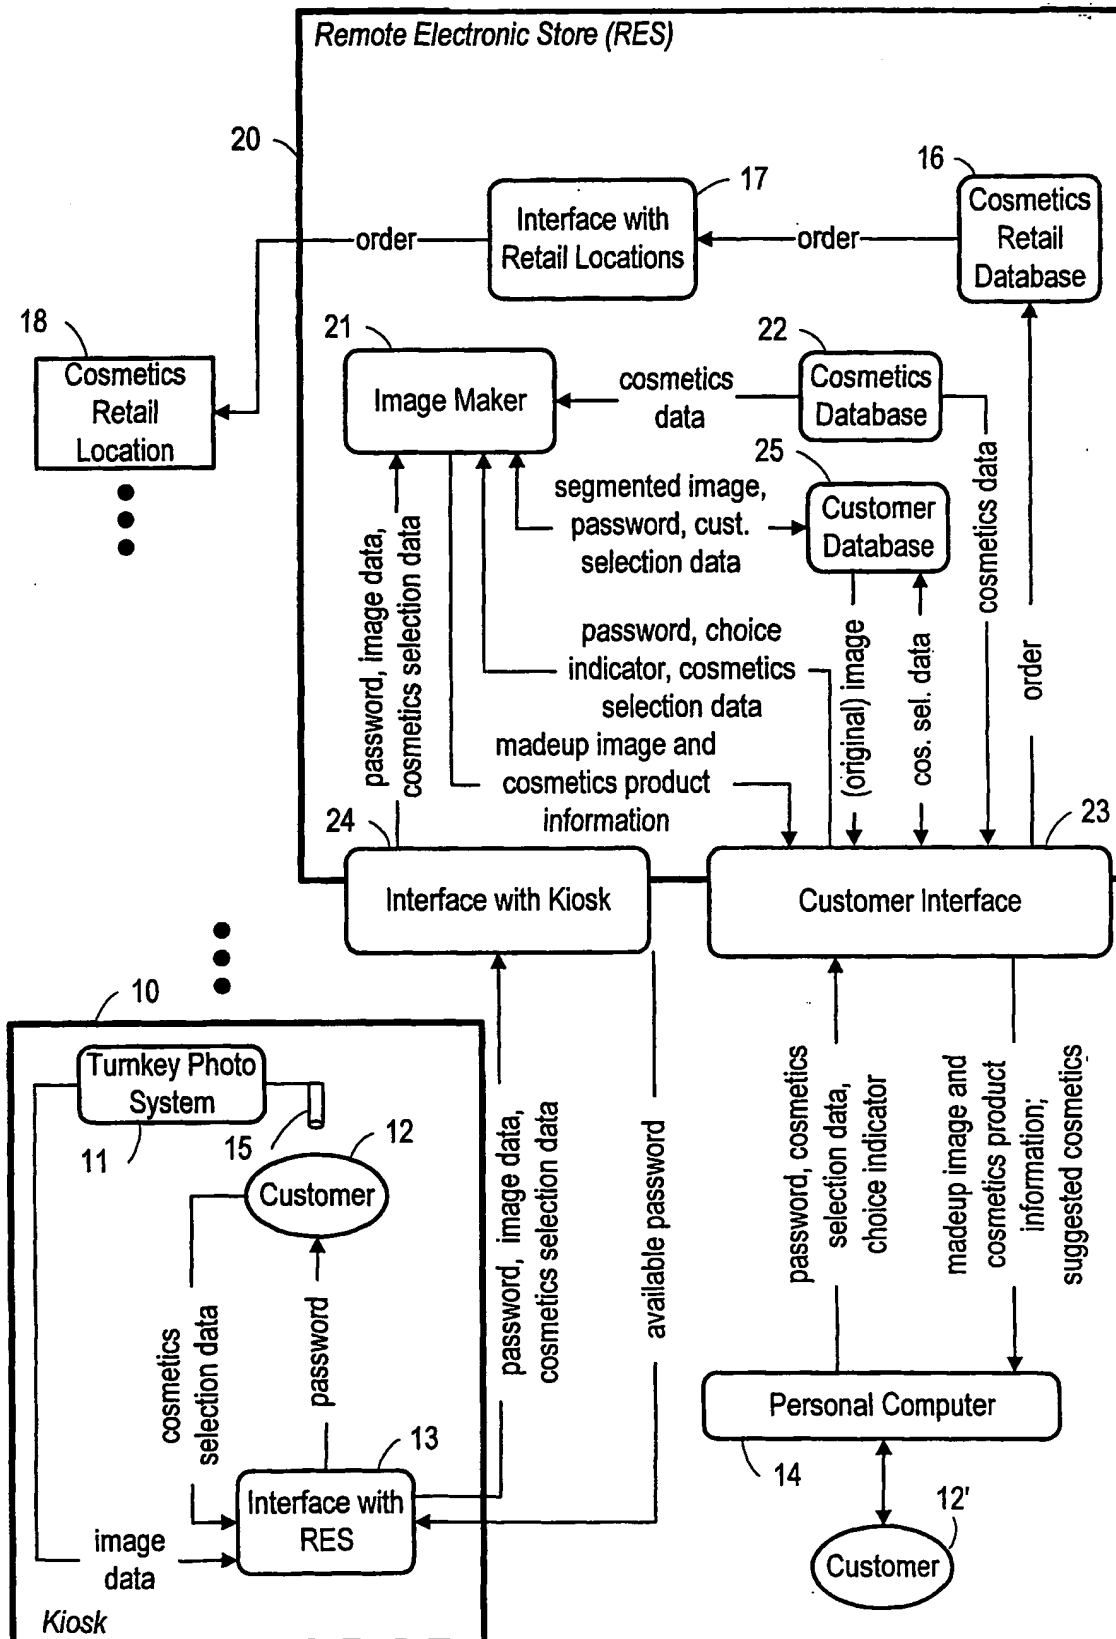 Remote Electronic Store (RES)
20
17
16
Interface with
Retail Locations
Cosmetics
Retail
Database
order
order
18
Cosmetics
Retail
Location
21
Image Maker
cosmetics
data
22
Cosmetics
Database
25
Customer
Database
segmented image,
password, cust.
selection data
password, image data,
cosmetics selection data
password, choice
indicator, cosmetics
selection data
madeup image and
cosmetics product
information
(original) image
cos. sel. data
cosmetics data
order
24
Interface with Kiosk
23
Customer Interface
10
Turnkey Photo
System
11
15
12
Customer
cosmetics
selection data
password
13
Interface with
RES
image
data
Kiosk
password, image data,
cosmetics selection data
available password
password, cosmetics
selection data,
choice indicator
madeup image and
cosmetics product
information;
suggested cosmetics
Personal Computer
14
12'
Customer